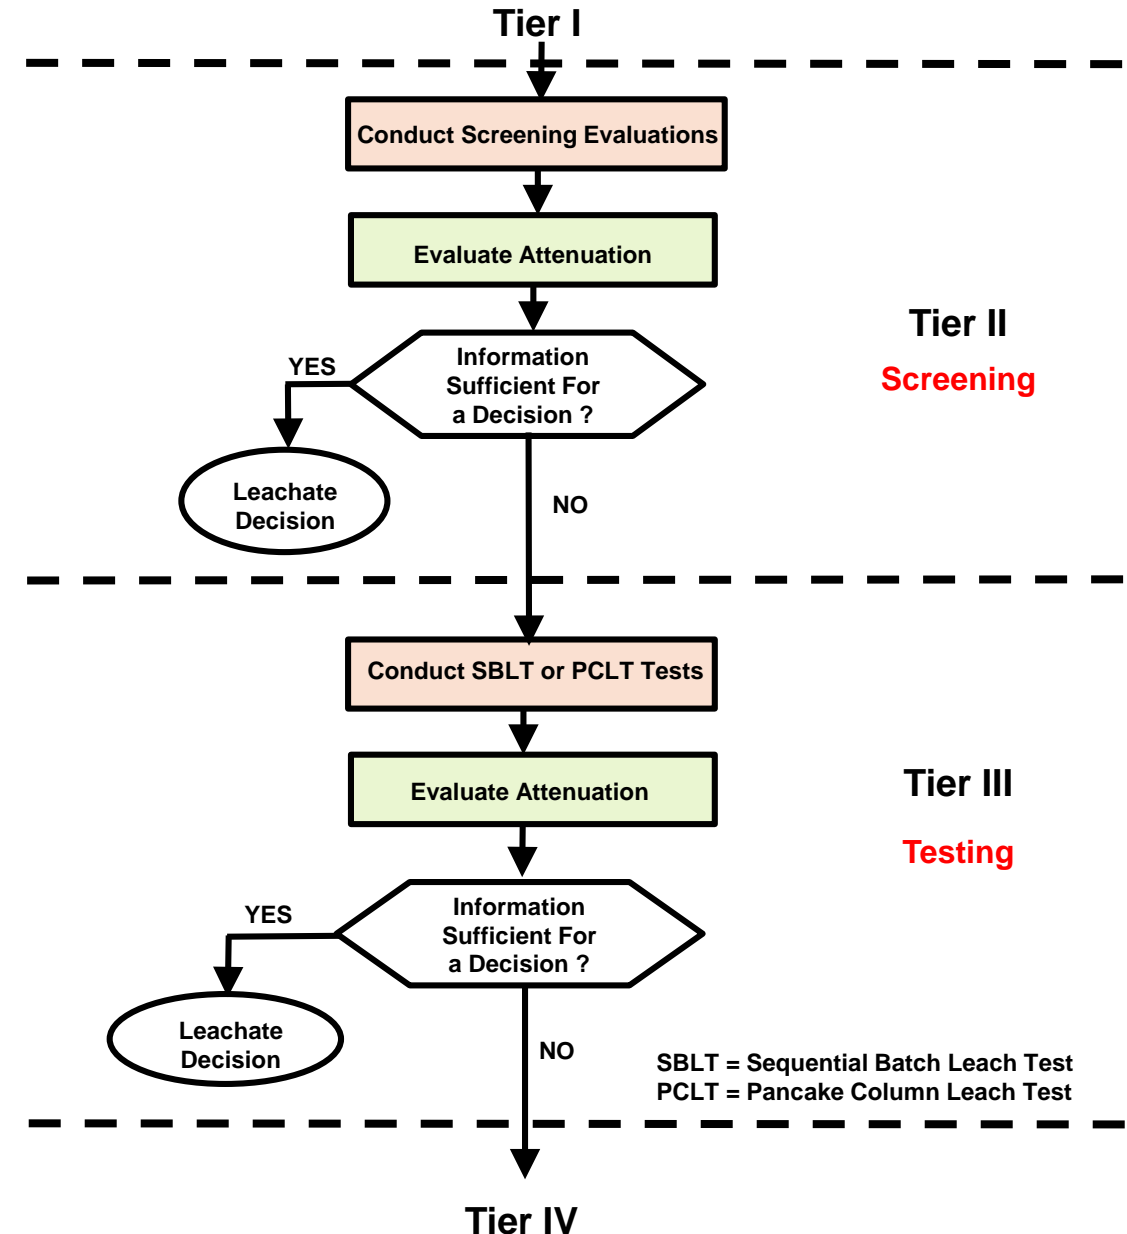 Tier I
Conduct Screening Evaluations
Evaluate Attenuation
Information
Sufficient For
a Decision ?
YES
Leachate
Decision
NO
Tier II
Screening
Conduct SBLT or PCLT Tests
Evaluate Attenuation
Information
Sufficient For
a Decision ?
YES
Leachate
Decision
NO
Tier III
Testing
SBLT = Sequential Batch Leach Test
PCLT = Pancake Column Leach Test
Tier IV